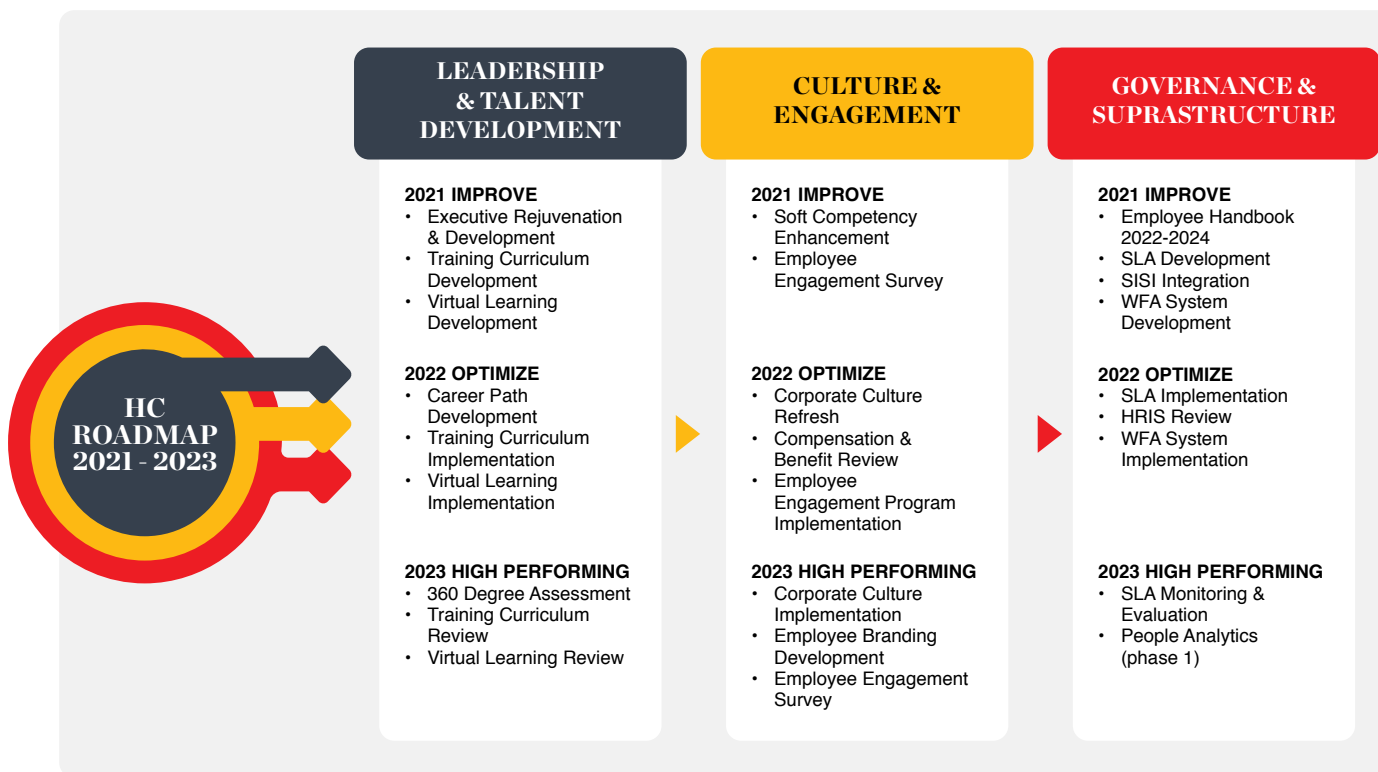 HC
ROADMAP
2021 - 2023
LEADERSHIP
& TALENT
DEVELOPMENT
2021 IMPROVE
• Executive Rejuvenation
& Development
• Training Curriculum
Development
• Virtual Learning
Development
2022 OPTIMIZE
• Career Path
Development
• Training Curriculum
Implementation
• Virtual Learning
Implementation
2023 HIGH PERFORMING
• 360 Degree Assessment
• Training Curriculum
Review
• Virtual Learning Review
CULTURE &
ENGAGEMENT
2021 IMPROVE
• Soft Competency
Enhancement
• Employee
Engagement Survey
2022 OPTIMIZE
• Corporate Culture
Refresh
• Compensation &
Benefit Review
• Employee
Engagement Program
Implementation
2023 HIGH PERFORMING
• Corporate Culture
Implementation
• Employee Branding
Development
• Employee Engagement
Survey
GOVERNANCE &
SUPRASTRUCTURE
2021 IMPROVE
• Employee Handbook
2022-2024
• SLA Development
• SISI Integration
• WFA System
Development
2022 OPTIMIZE
• SLA Implementation
• HRIS Review
• WFA System
Implementation
2023 HIGH PERFORMING
• SLA Monitoring &
Evaluation
• People Analytics
(phase 1)